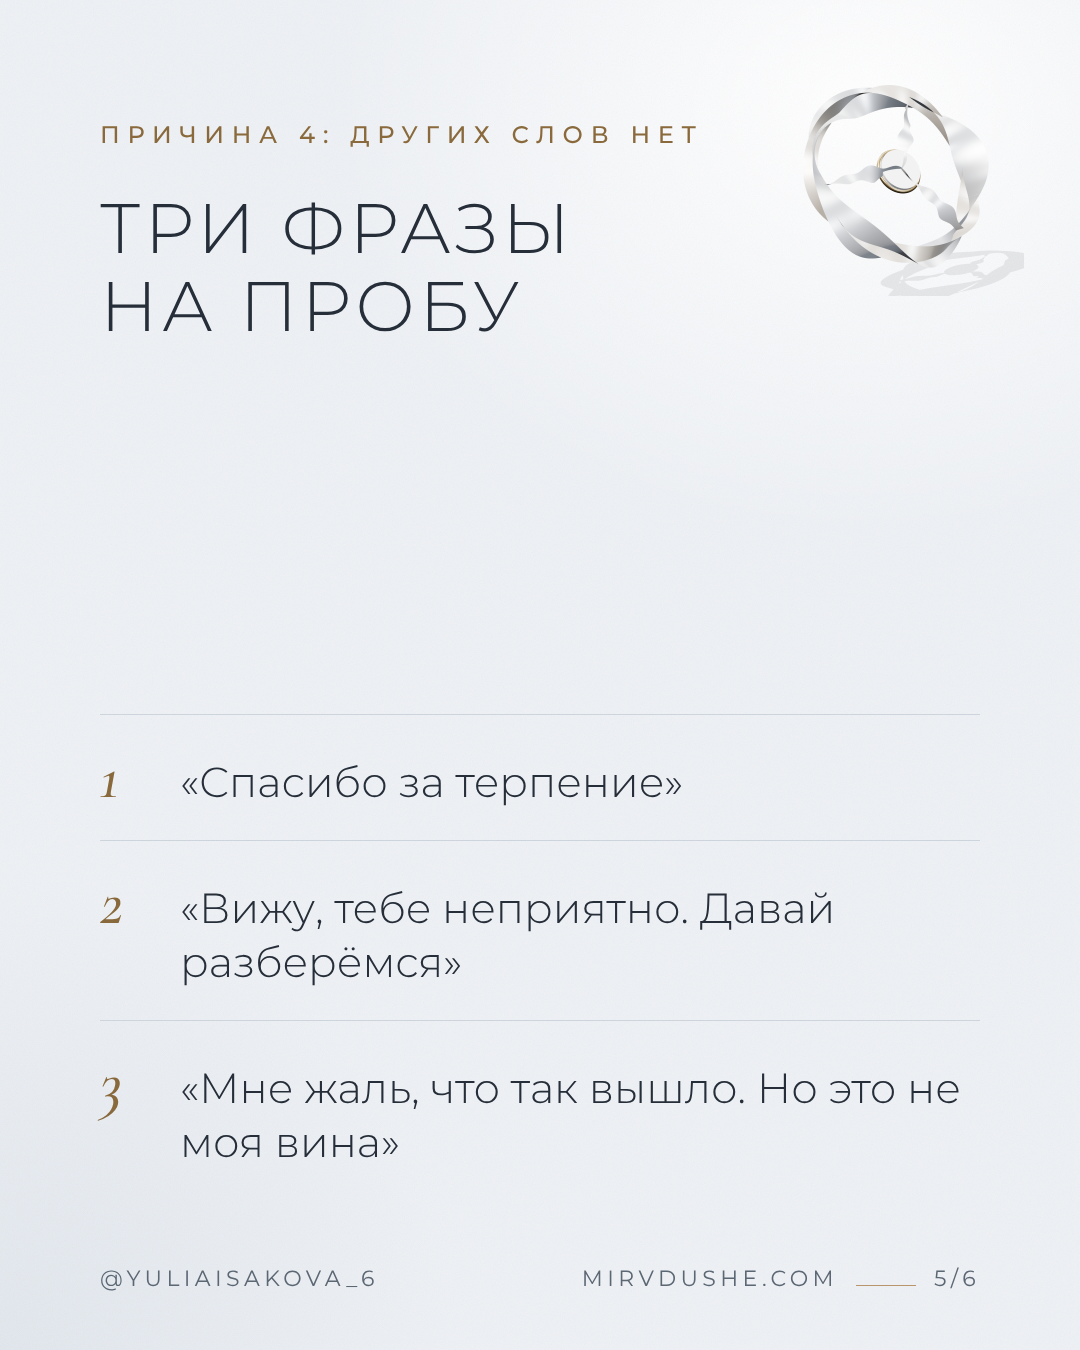 ПРИЧИНА 4: ДРУГИХ СЛОВ НЕТ
ТРИ ФРАЗЫ
НА ПРОБУ
1 «Спасибо за терпение»
2 «Вижу, тебе неприятно. Давай
разберёмся»
3 «Мне жаль, что так вышло. Но это не
моя вина»
@YULIAISAKOVA_6 MIRVDUSHE.COM 5/6